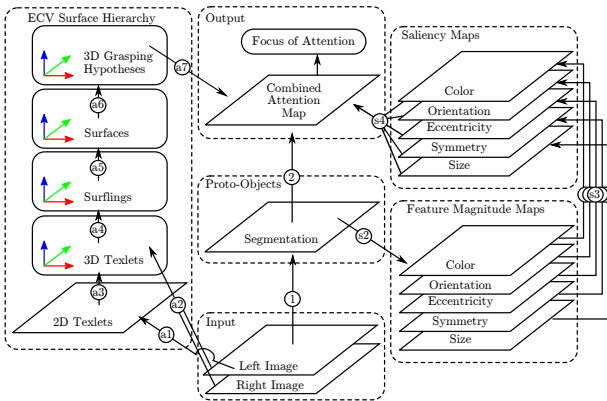 ECV Surface Hierarchy
3D Grasping
Hypotheses
a7
a6
Surfaces
a5
Surflings
a4
3D Texlets
a3
a2
2D Texlets
a1
Output
Focus of Attention
Combined
Attention
Map
2
Proto-Objects
Segmentation
s2
1
Input
Left Image
Right Image
Saliency Maps
Color
Orientation
Eccentricity
s4
Symmetry
Size
s3
Feature Magnitude Maps
Color
Orientation
Eccentricity
Symmetry
Size